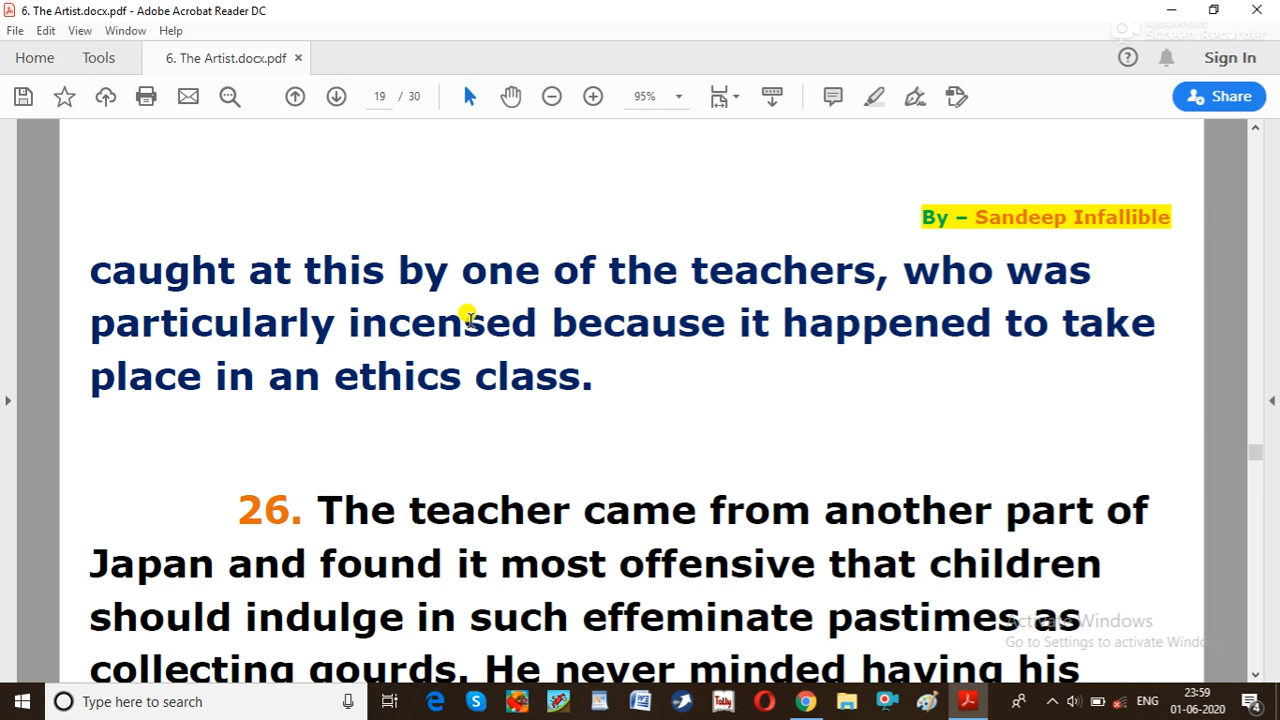 6. The Artist.docx.pdf - Adobe Acrobat Reader DC
File Edit View Window Help
Screen Recorder
Home Tools 6. The Artist.docx.pdf × Sign In
19 / 30 95% Share
By – Sandeep Infallible
caught at this by one of the teachers, who was
particularly incensed because it happened to take
place in an ethics class.
26. The teacher came from another part of
Japan and found it most offensive that children
should indulge in such effeminate pastimes as
collecting gourds. He never minded having his
Activate Windows
Go to Settings to activate Windows.
Type here to search
ENG
23:59
01-06-2020
4